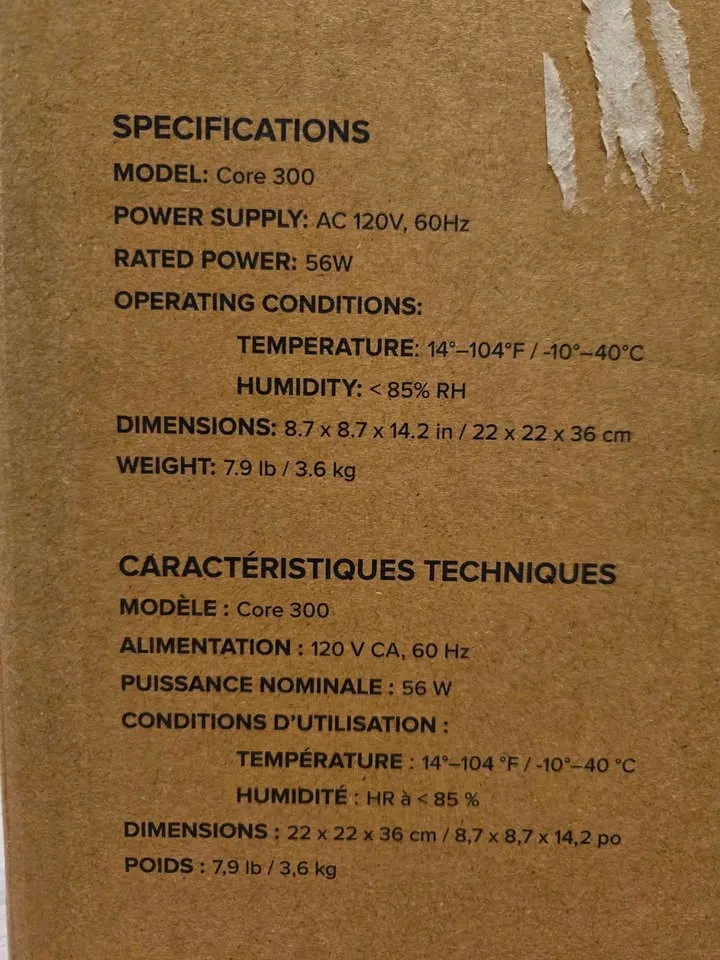 SPECIFICATIONS
MODEL: Core 300
POWER SUPPLY: AC 120V, 60Hz
RATED POWER: 56W
OPERATING CONDITIONS:
TEMPERATURE: 14°–104°F / -10°–40°C
HUMIDITY: < 85% RH
DIMENSIONS: 8.7 x 8.7 x 14.2 in / 22 x 22 x 36 cm
WEIGHT: 7.9 lb / 3.6 kg
CARACTÉRISTIQUES TECHNIQUES
MODÈLE : Core 300
ALIMENTATION : 120 V CA, 60 Hz
PUISSANCE NOMINALE : 56 W
CONDITIONS D'UTILISATION :
TEMPÉRATURE : 14°–104 °F / -10°–40 °C
HUMIDITÉ : HR à < 85 %
DIMENSIONS : 22 x 22 x 36 cm / 8,7 x 8,7 x 14,2 po
POIDS : 7,9 lb / 3,6 kg